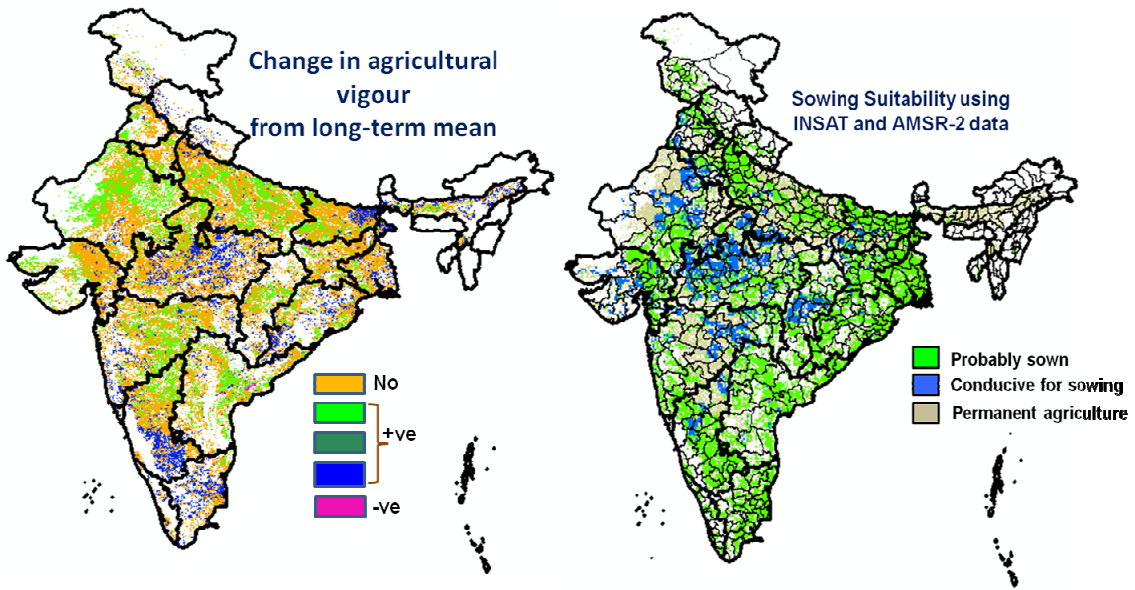 Change in agricultural
vigour
from long-term mean
No
+ve
-ve
Sowing Suitability using
INSAT and AMSR-2 data
Probably sown
Conducive for sowing
Permanent agriculture